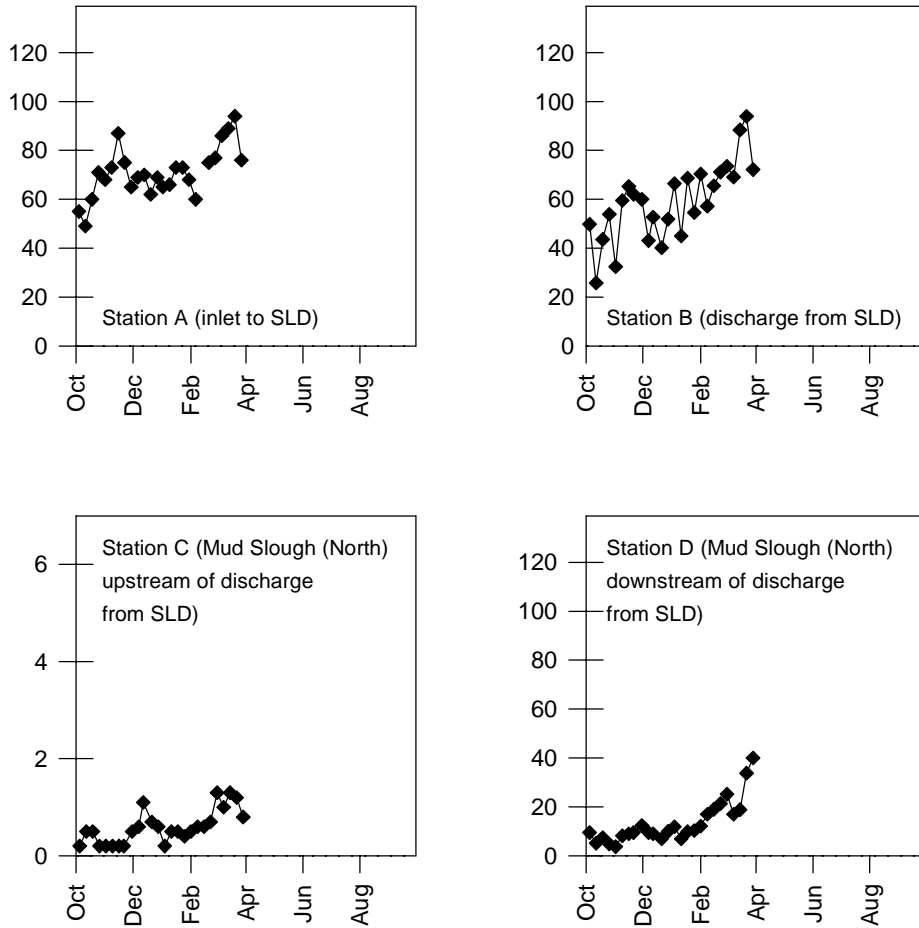 120
100
80
60
40
20
0
Station A (inlet to SLD)
Oct
Dec
Feb
Apr
Jun
Aug
120
100
80
60
40
20
0
Station B (discharge from SLD)
Oct
Dec
Feb
Apr
Jun
Aug
6
4
2
0
Station C (Mud Slough (North)
upstream of discharge
from SLD)
Oct
Dec
Feb
Apr
Jun
Aug
120
100
80
60
40
20
0
Station D (Mud Slough (North)
downstream of discharge
from SLD)
Oct
Dec
Feb
Apr
Jun
Aug